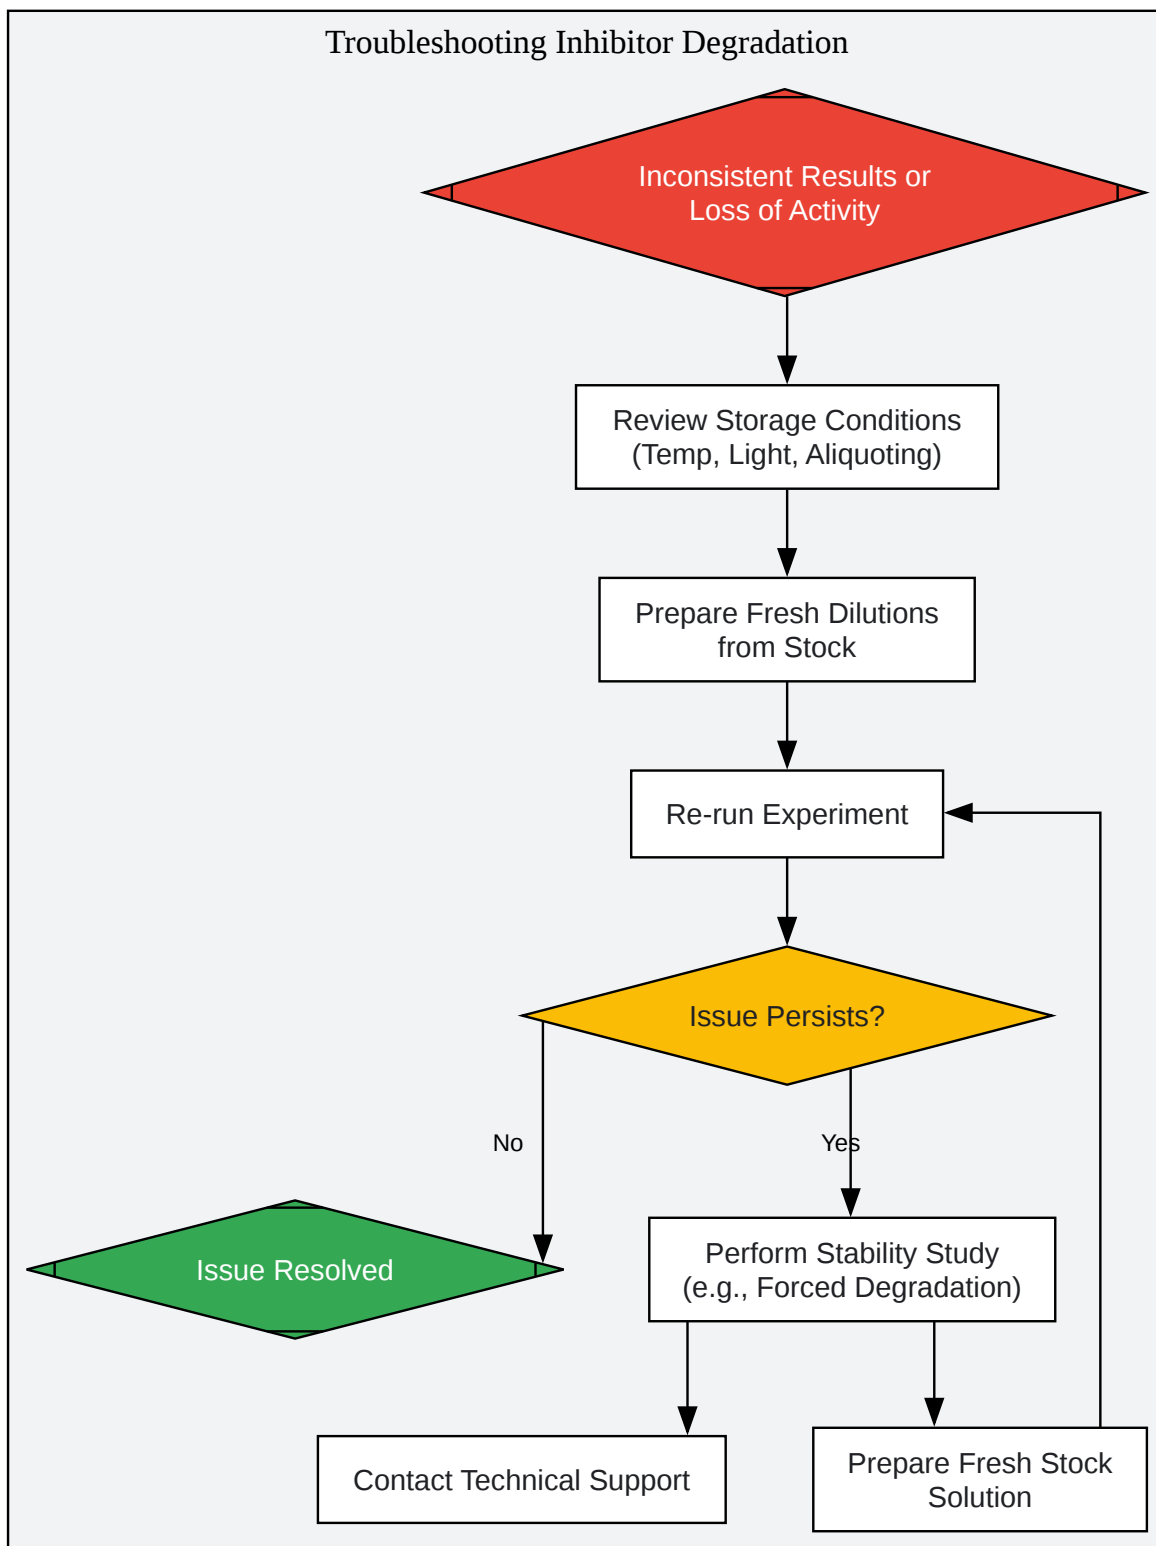 Troubleshooting Inhibitor Degradation
Inconsistent Results or
Loss of Activity
Review Storage Conditions
(Temp, Light, Aliquoting)
Prepare Fresh Dilutions
from Stock
Re-run Experiment
Issue Persists?
No
Yes
Issue Resolved
Perform Stability Study
(e.g., Forced Degradation)
Contact Technical Support
Prepare Fresh Stock
Solution